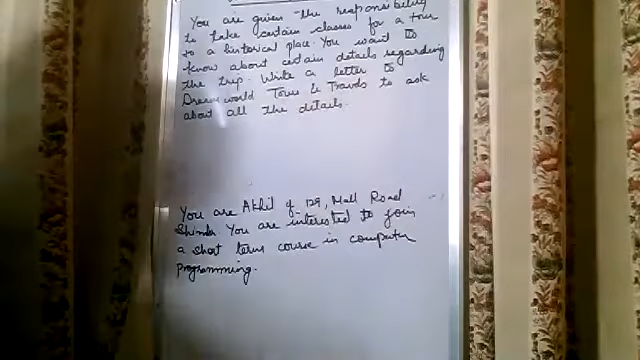 You are given the responsibility
to take certain classes for a tour
to a historical place. You want to
know about certain details regarding
the trip. Write a letter to
Dreamworld Tours & Travels to ask
about all the details.
You are Akhil of 129, Mall Road
Shimla. You are interested to join
a short term course in computer
programming.